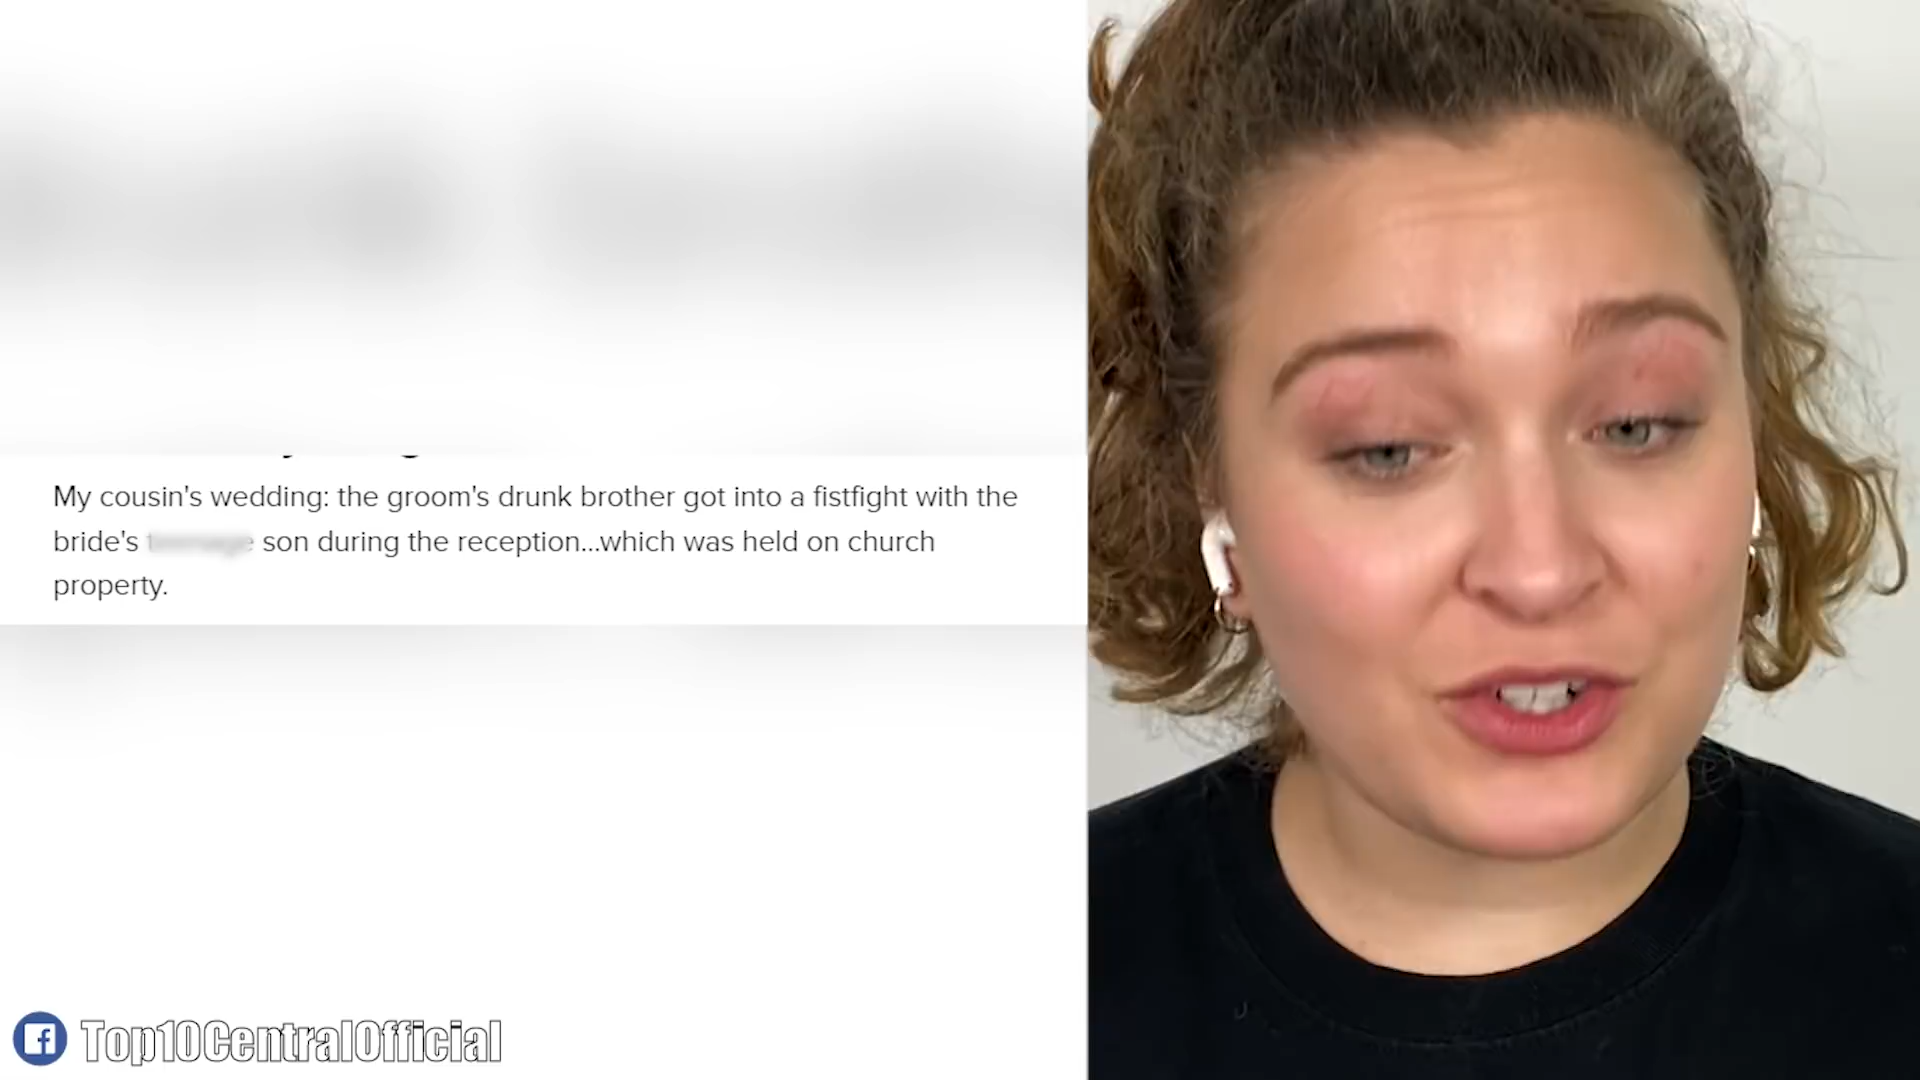 My cousin's wedding: the groom's drunk brother got into a fistfight with the
bride's son during the reception...which was held on church
property.
Top10CentralOfficial